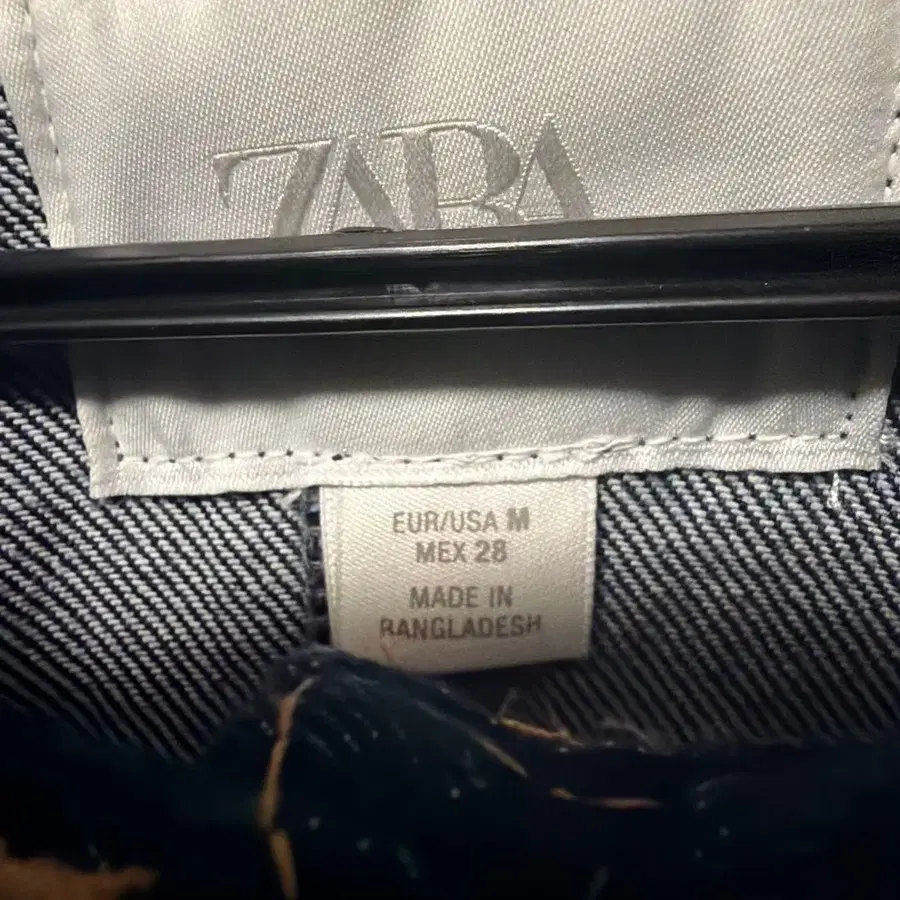 ZARA
EUR/USA M
MEX 28
MADE IN
BANGLADESH